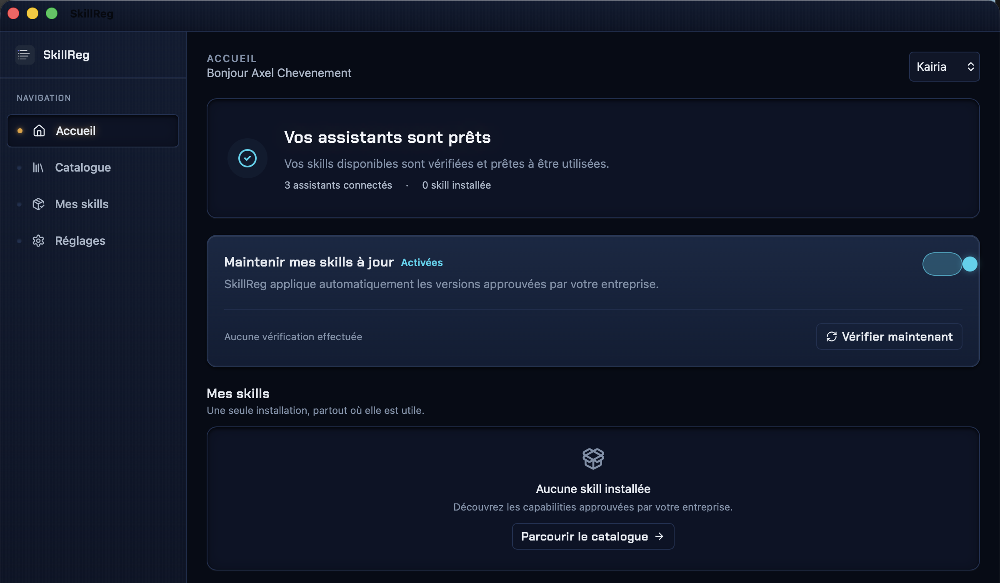 SkillReg
SkillReg
NAVIGATION
Accueil
Catalogue
Mes skills
Réglages
ACCUEIL
Bonjour Axel Chevenement
Kairia
Vos assistants sont prêts
Vos skills disponibles sont vérifiées et prêtes à être utilisées.
3 assistants connectés · 0 skill installée
Maintenir mes skills à jour Activées
SkillReg applique automatiquement les versions approuvées par votre entreprise.
Aucune vérification effectuée
Vérifier maintenant
Mes skills
Une seule installation, partout où elle est utile.
Aucune skill installée
Découvrez les capabilities approuvées par votre entreprise.
Parcourir le catalogue →